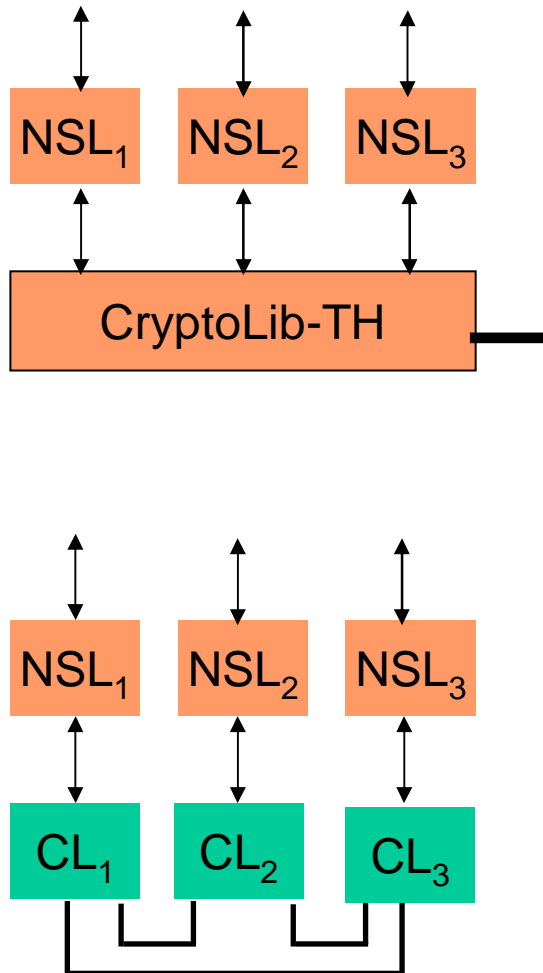 NSL₁ NSL₂ NSL₃
CryptoLib-TH
NSL₁ NSL₂ NSL₃
CL₁ CL₂ CL₃